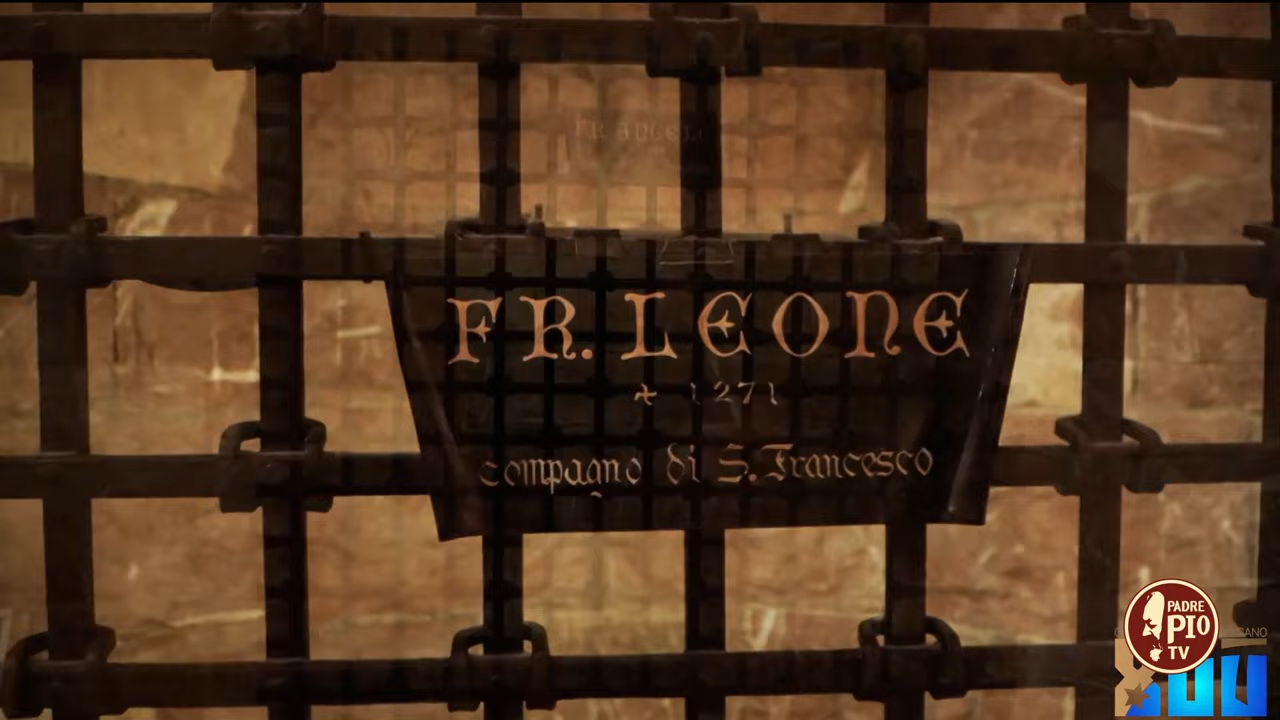 FR. LEONE
+ 1271
compagno di S. Francesco
PADRE
PIO
TV